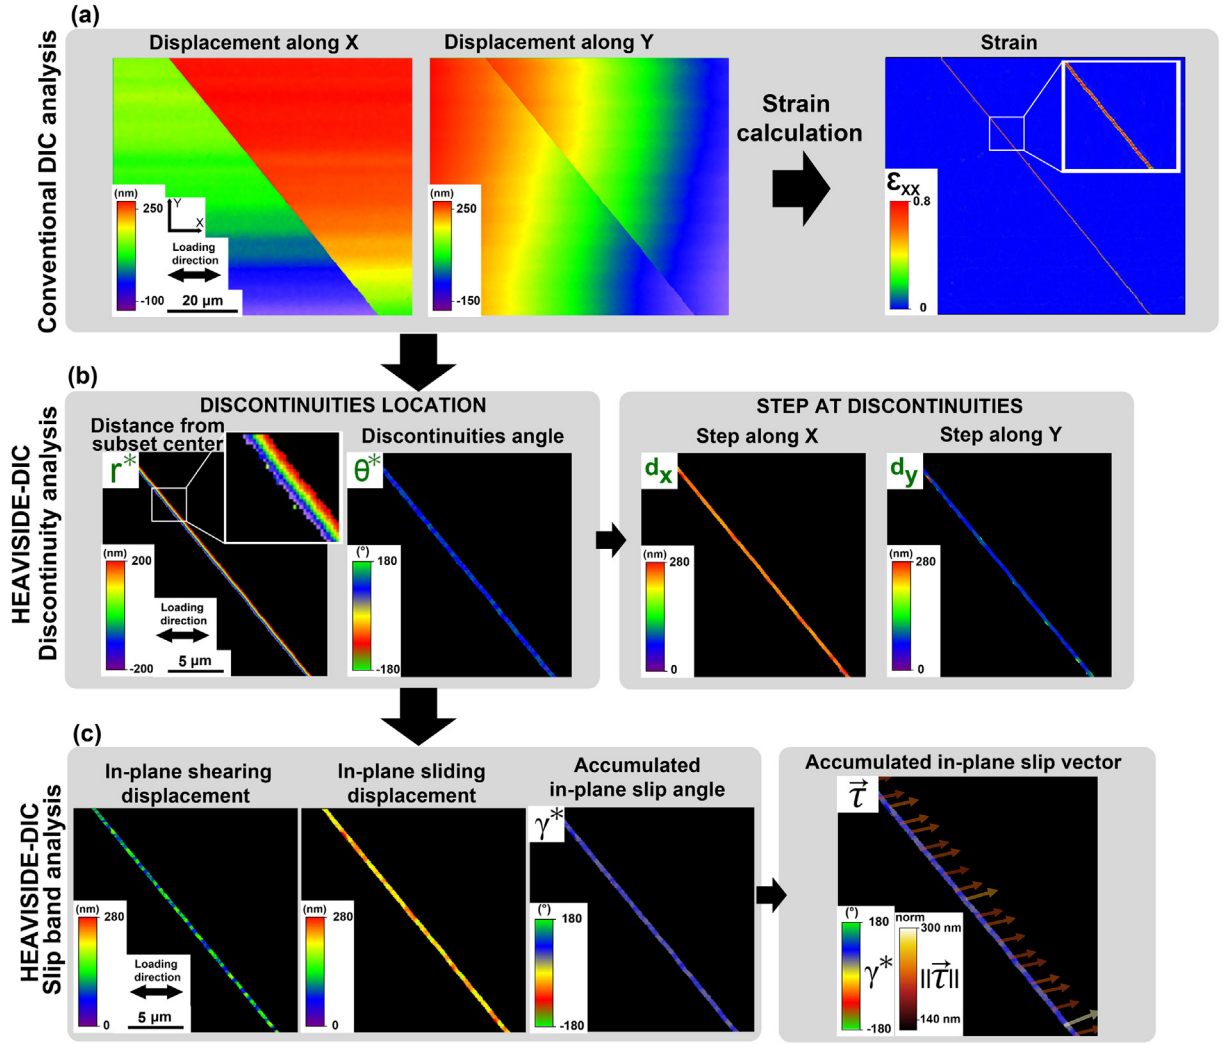 (a)
Conventional DIC analysis
Displacement along X
Displacement along Y
Strain
(nm)
250
-100
Y
X
Loading
direction
20 µm
(nm)
250
-150
Strain
calculation
εxx
0.8
0
(b)
HEAVISIDE-DIC
Discontinuity analysis
DISCONTINUITIES LOCATION
Distance from
subset center
r*
(nm)
200
-200
Loading
direction
5 µm
Discontinuities angle
θ*
(°)
180
-180
STEP AT DISCONTINUITIES
Step along X
dx
(nm)
280
0
Step along Y
dy
(nm)
280
0
(c)
HEAVISIDE-DIC
Slip band analysis
In-plane shearing
displacement
(nm)
280
0
Loading
direction
5 µm
In-plane sliding
displacement
(nm)
280
0
Accumulated
in-plane slip angle
γ*
(°)
180
-180
Accumulated in-plane slip vector
τ⃗
(°)
180
γ*
-180
norm
300 nm
||τ⃗||
140 nm